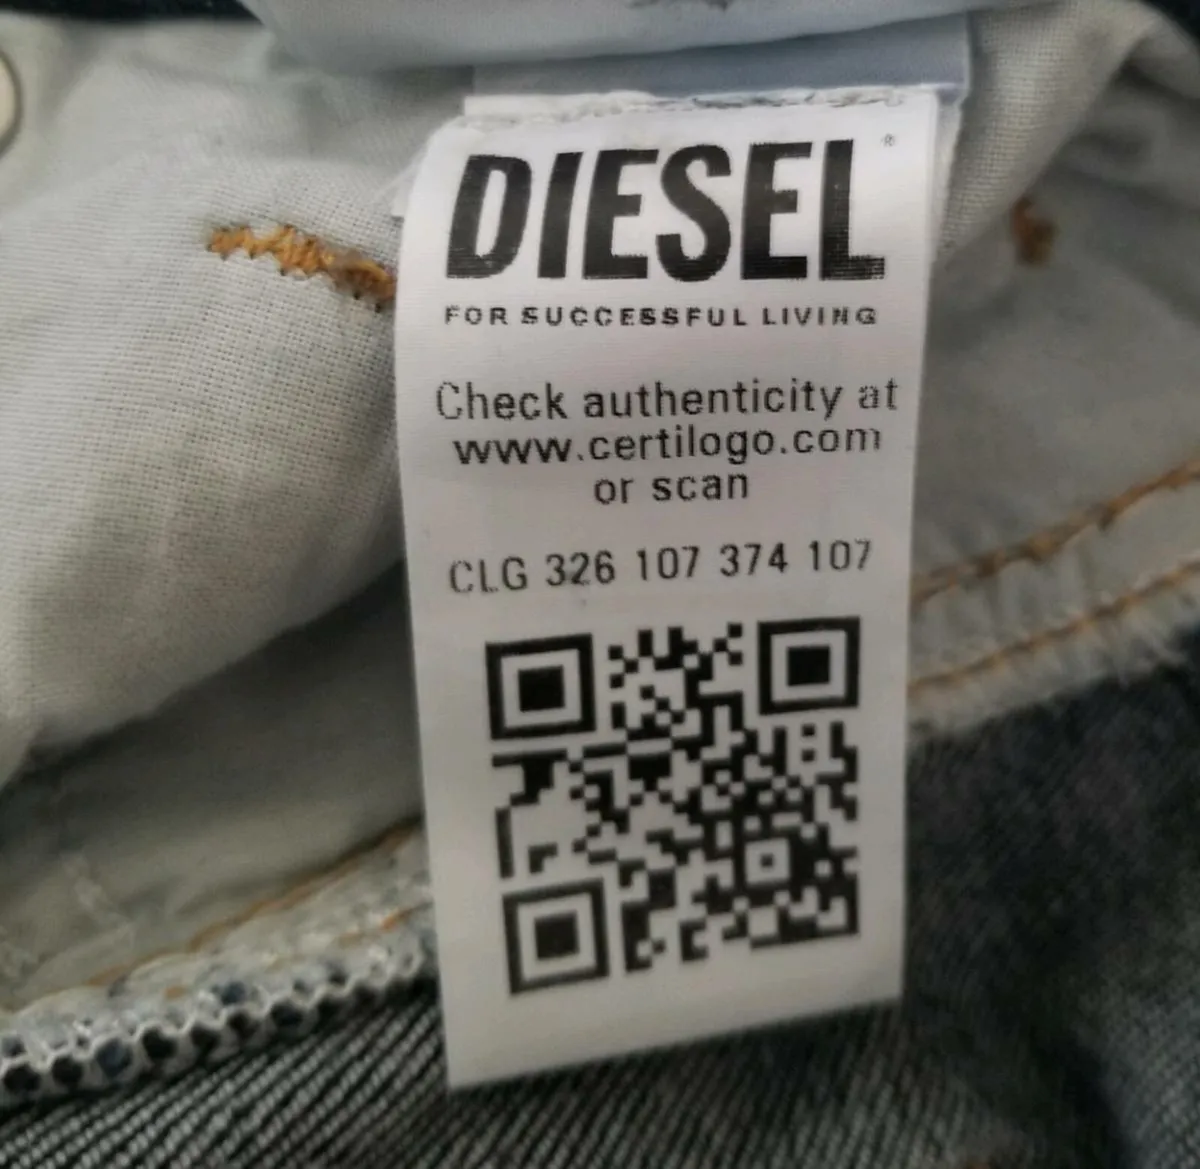 DIESEL®
FOR SUCCESSFUL LIVING
Check authenticity at
www.certilogo.com
or scan
CLG 326 107 374 107